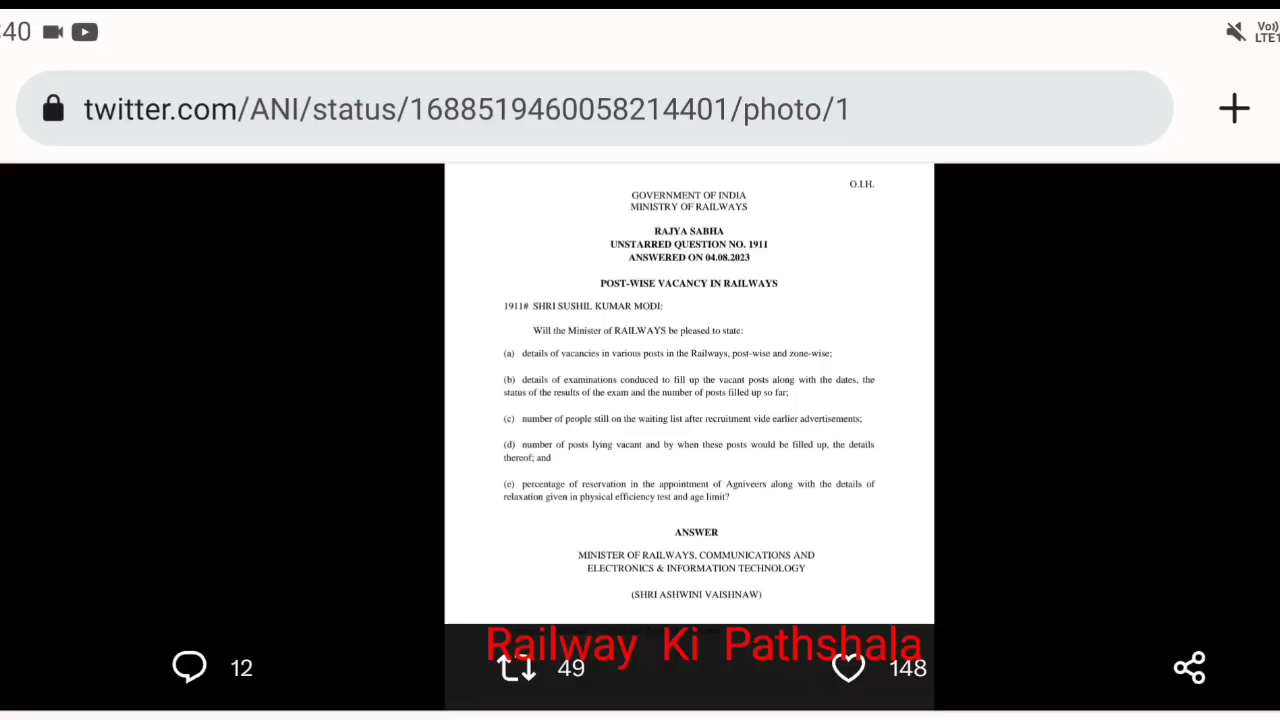 :40
Vo))
LTE1
twitter.com/ANI/status/1688519460058214401/photo/1
O.I.H.
GOVERNMENT OF INDIA
MINISTRY OF RAILWAYS
RAJYA SABHA
UNSTARRED QUESTION NO. 1911
ANSWERED ON 04.08.2023
POST-WISE VACANCY IN RAILWAYS
1911# SHRI SUSHIL KUMAR MODI:
Will the Minister of RAILWAYS be pleased to state:
(a) details of vacancies in various posts in the Railways, post-wise and zone-wise;
(b) details of examinations conduced to fill up the vacant posts along with the dates, the
status of the results of the exam and the number of posts filled up so far;
(c) number of people still on the waiting list after recruitment vide earlier advertisements;
(d) number of posts lying vacant and by when these posts would be filled up, the details
thereof; and
(e) percentage of reservation in the appointment of Agniveers along with the details of
relaxation given in physical efficiency test and age limit?
ANSWER
MINISTER OF RAILWAYS, COMMUNICATIONS AND
ELECTRONICS & INFORMATION TECHNOLOGY
(SHRI ASHWINI VAISHNAW)
Railway Ki Pathshala
12
49
148